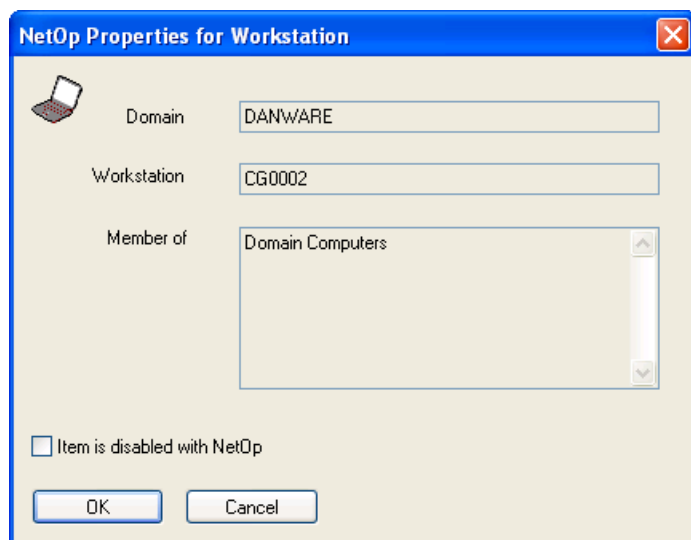 NetOp Properties for Workstation
Domain DANWARE
Workstation CG0002
Member of Domain Computers
Item is disabled with NetOp
OK Cancel